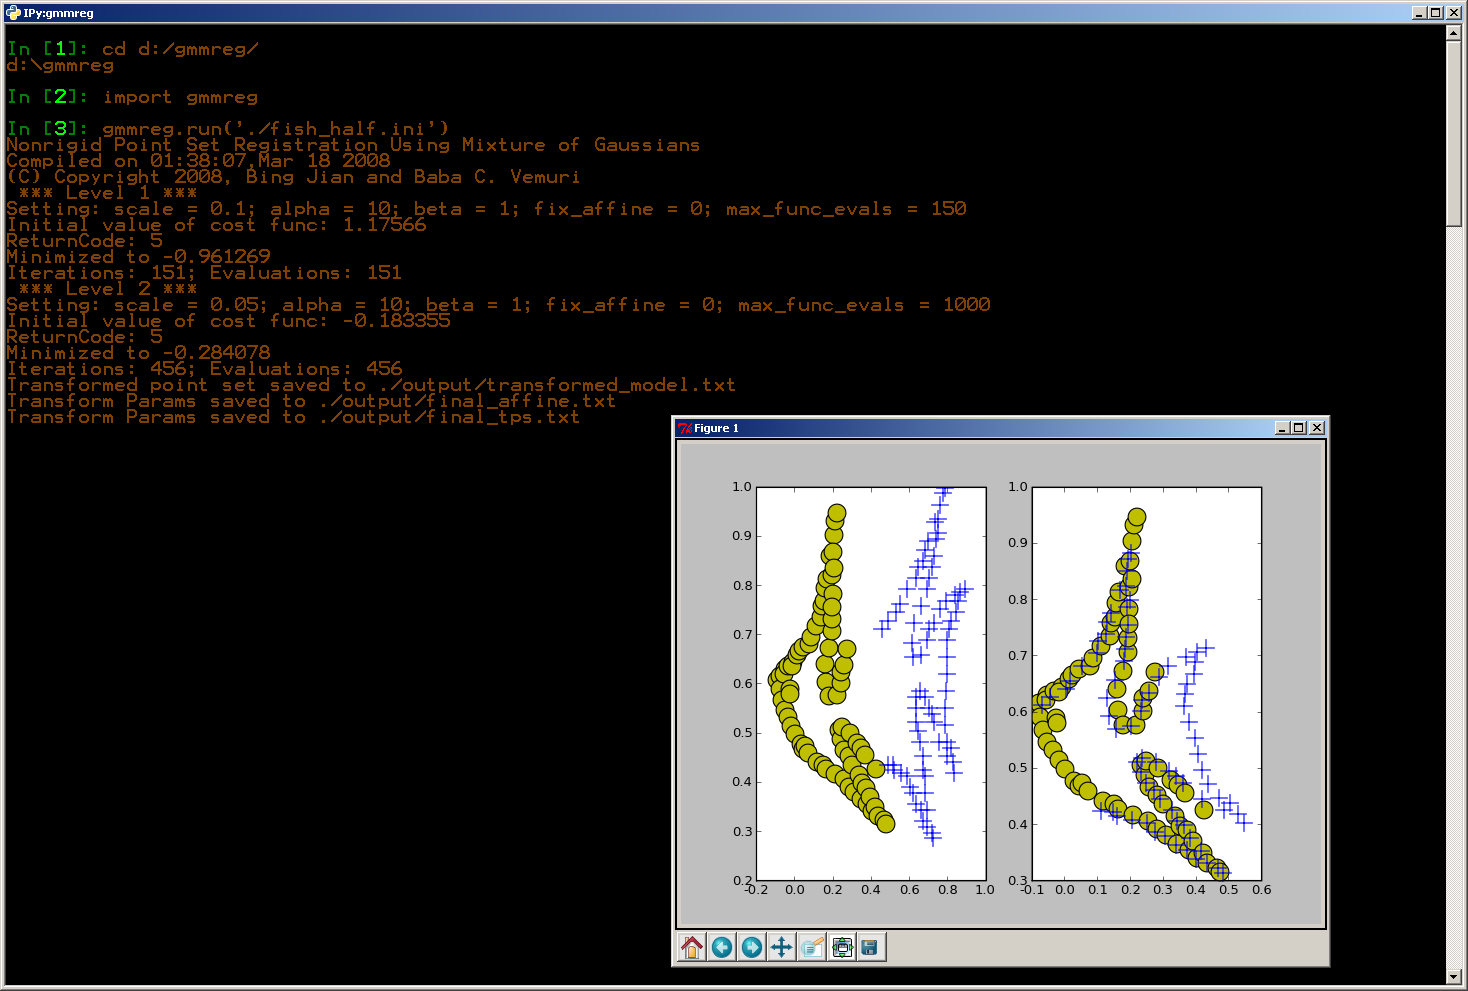 IPy:gmmreg
In [1]: cd d:/gmmreg/
d:\gmmreg
In [2]: import gmmreg
In [3]: gmmreg.run('./fish_half.ini')
Nonrigid Point Set Registration Using Mixture of Gaussians
Compiled on 01:38:07,Mar 18 2008
(C) Copyright 2008, Bing Jian and Baba C. Vemuri
*** Level 1 ***
Setting: scale = 0.1; alpha = 10; beta = 1; fix_affine = 0; max_func_evals = 150
Initial value of cost func: 1.17566
ReturnCode: 5
Minimized to -0.961269
Iterations: 151; Evaluations: 151
*** Level 2 ***
Setting: scale = 0.05; alpha = 10; beta = 1; fix_affine = 0; max_func_evals = 1000
Initial value of cost func: -0.183355
ReturnCode: 5
Minimized to -0.284078
Iterations: 456; Evaluations: 456
Transformed point set saved to ./output/transformed_model.txt
Transform Params saved to ./output/final_affine.txt
Transform Params saved to ./output/final_tps.txt
Figure 1
1.0
0.9
0.8
0.7
0.6
0.5
0.4
0.3
0.2
-0.2 0.0 0.2 0.4 0.6 0.8 1.0
1.0
0.9
0.8
0.7
0.6
0.5
0.4
0.3
-0.1 0.0 0.1 0.2 0.3 0.4 0.5 0.6